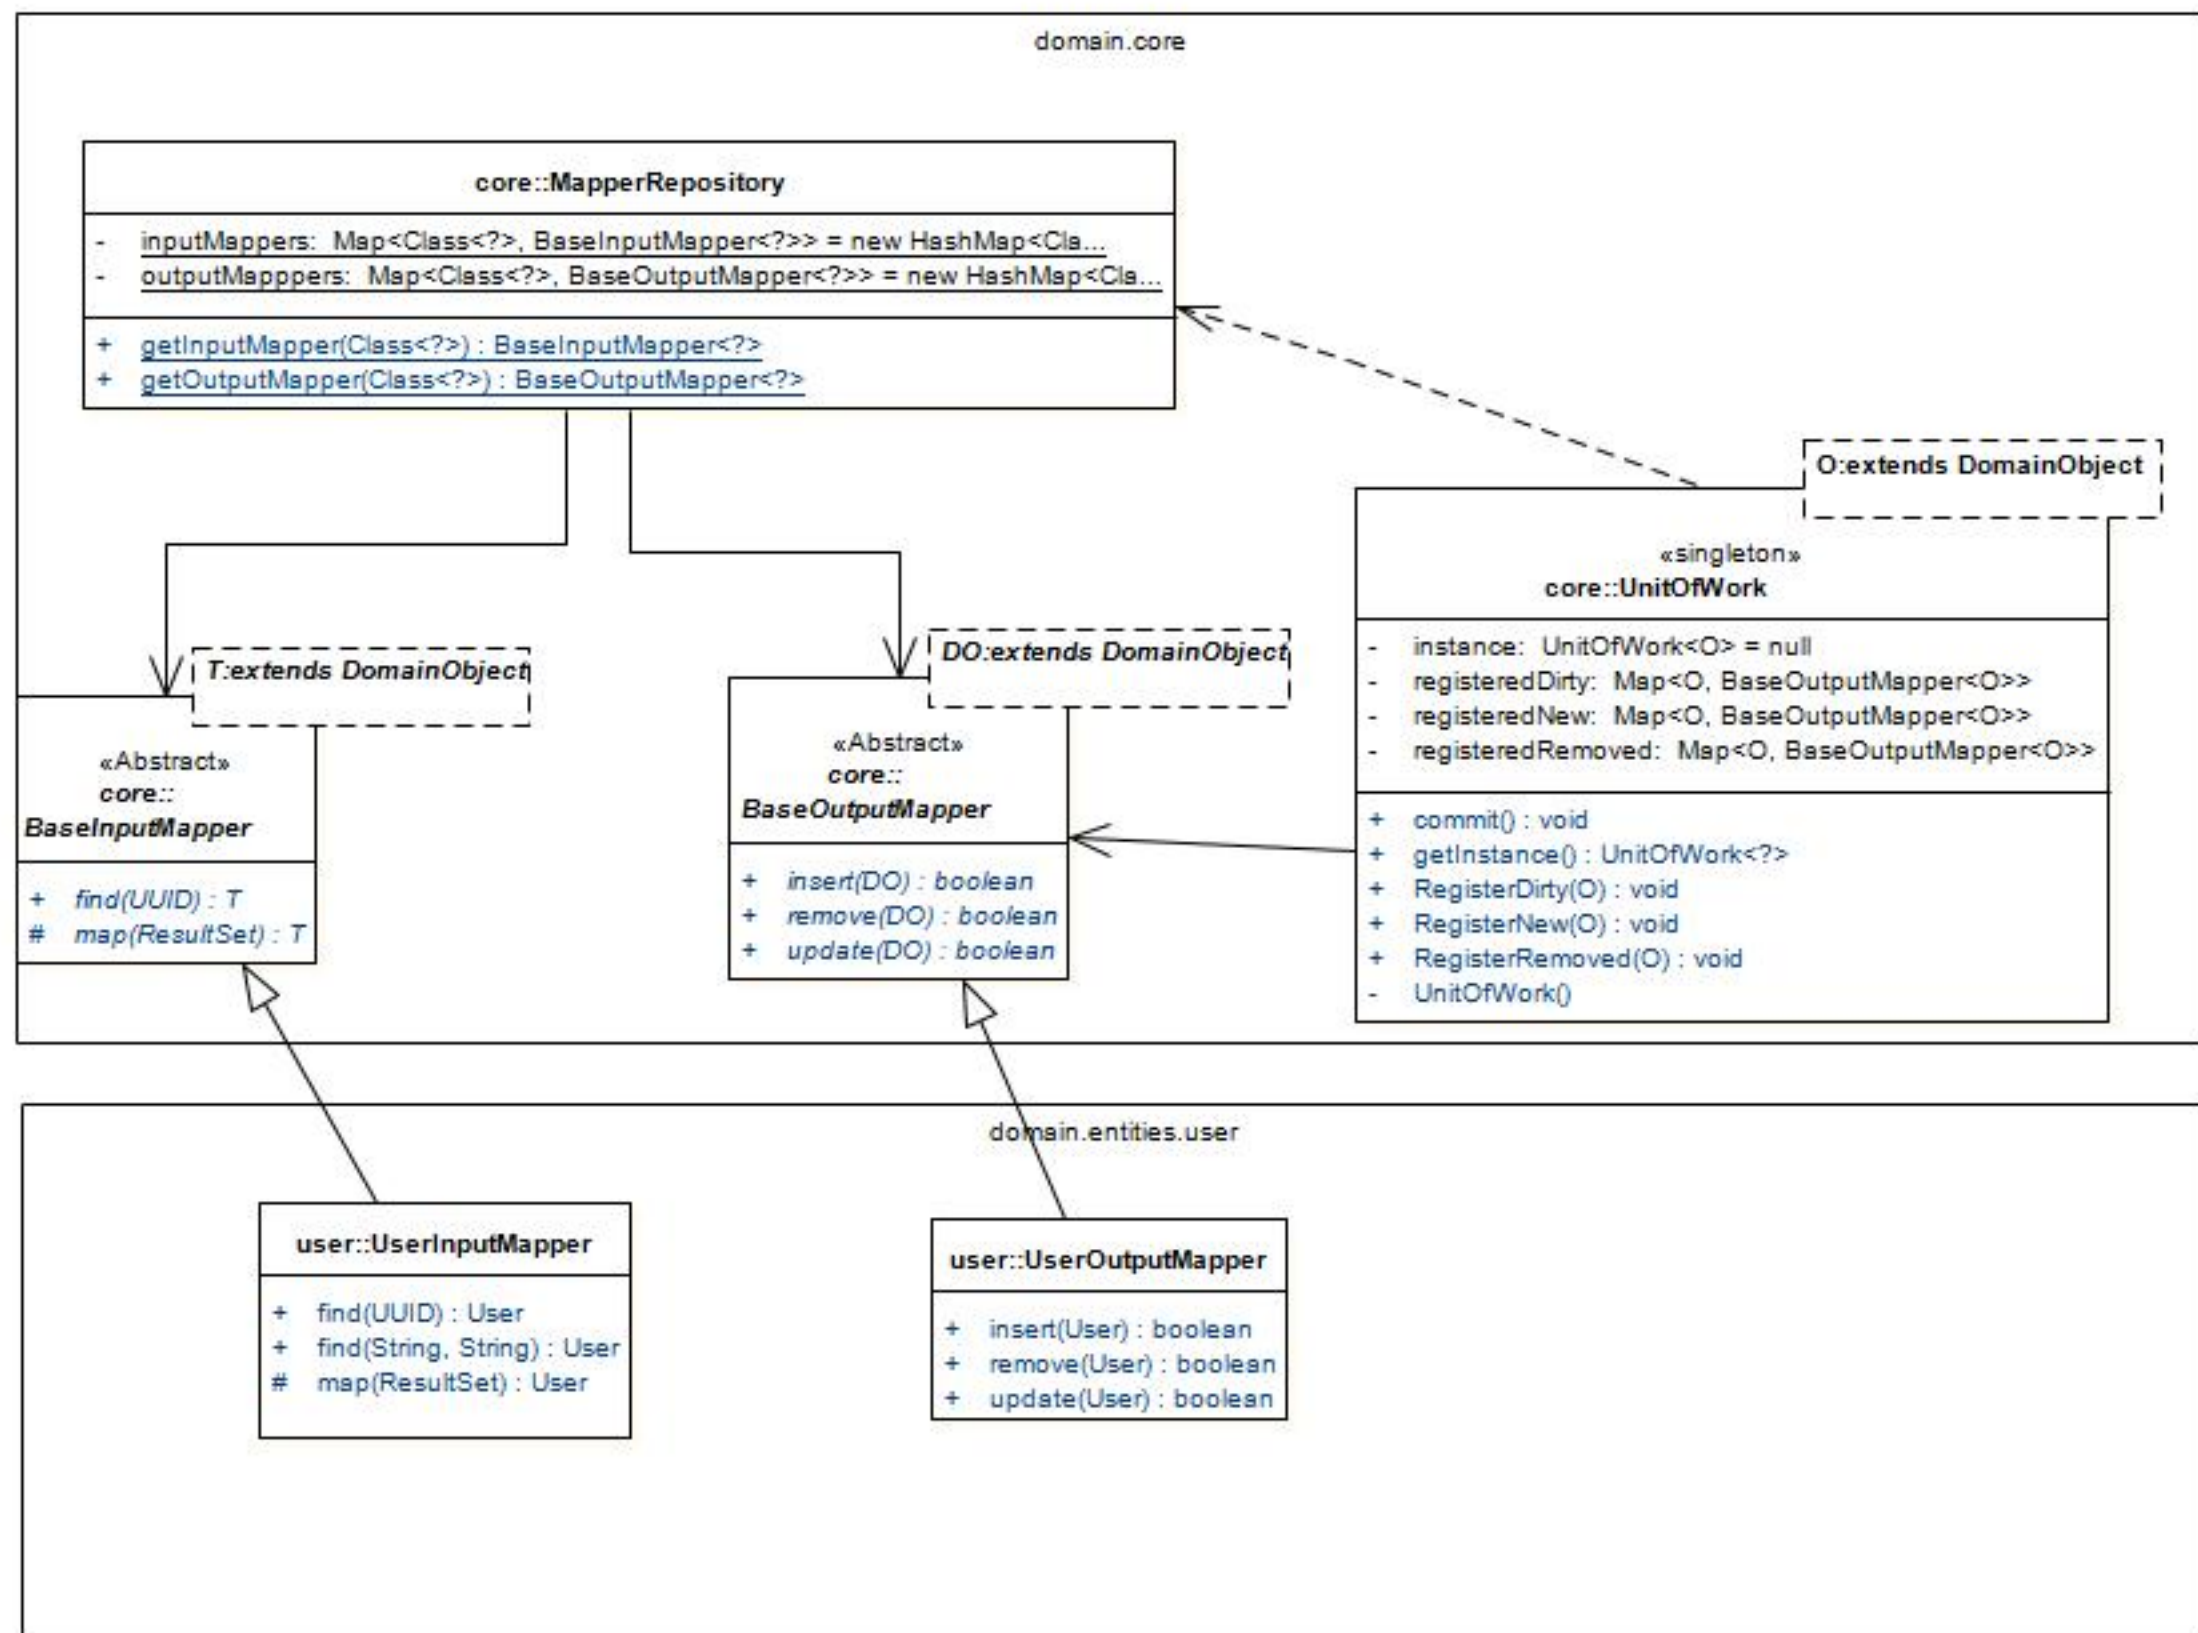 domain.core
core::MapperRepository
- inputMappers: Map<Class<?>, BaseInputMapper<?>> = new HashMap<Cla...
- outputMapppers: Map<Class<?>, BaseOutputMapper<?>> = new HashMap<Cla...
+ getInputMapper(Class<?>) : BaseInputMapper<?>
+ getOutputMapper(Class<?>) : BaseOutputMapper<?>
T:extends DomainObject
«Abstract»
core::
BaseInputMapper
+ find(UUID) : T
# map(ResultSet) : T
DO:extends DomainObject
«Abstract»
core::
BaseOutputMapper
+ insert(DO) : boolean
+ remove(DO) : boolean
+ update(DO) : boolean
O:extends DomainObject
«singleton»
core::UnitOfWork
- instance: UnitOfWork<O> = null
- registeredDirty: Map<O, BaseOutputMapper<O>>
- registeredNew: Map<O, BaseOutputMapper<O>>
- registeredRemoved: Map<O, BaseOutputMapper<O>>
+ commit() : void
+ getInstance() : UnitOfWork<?>
+ RegisterDirty(O) : void
+ RegisterNew(O) : void
+ RegisterRemoved(O) : void
- UnitOfWork()
domain.entities.user
user::UserInputMapper
+ find(UUID) : User
+ find(String, String) : User
# map(ResultSet) : User
user::UserOutputMapper
+ insert(User) : boolean
+ remove(User) : boolean
+ update(User) : boolean